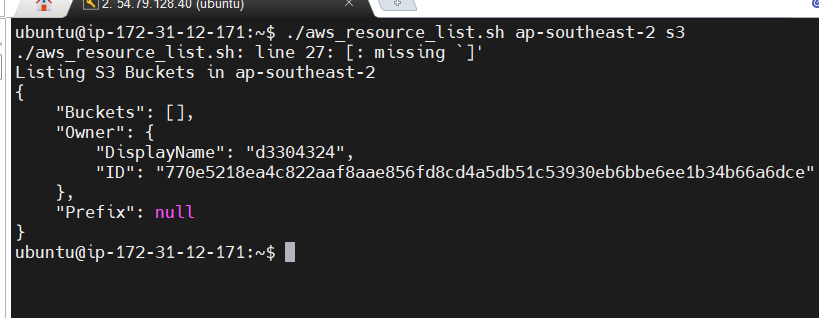 2. 54.79.128.40 (ubuntu)
ubuntu@ip-172-31-12-171:~$ ./aws_resource_list.sh ap-southeast-2 s3
./aws_resource_list.sh: line 27: [: missing `]'
Listing S3 Buckets in ap-southeast-2
{
    "Buckets": [],
    "Owner": {
        "DisplayName": "d3304324",
        "ID": "770e5218ea4c822aaf8aae856fd8cd4a5db51c53930eb6bbe6ee1b34b66a6dce"
    },
    "Prefix": null
}
ubuntu@ip-172-31-12-171:~$